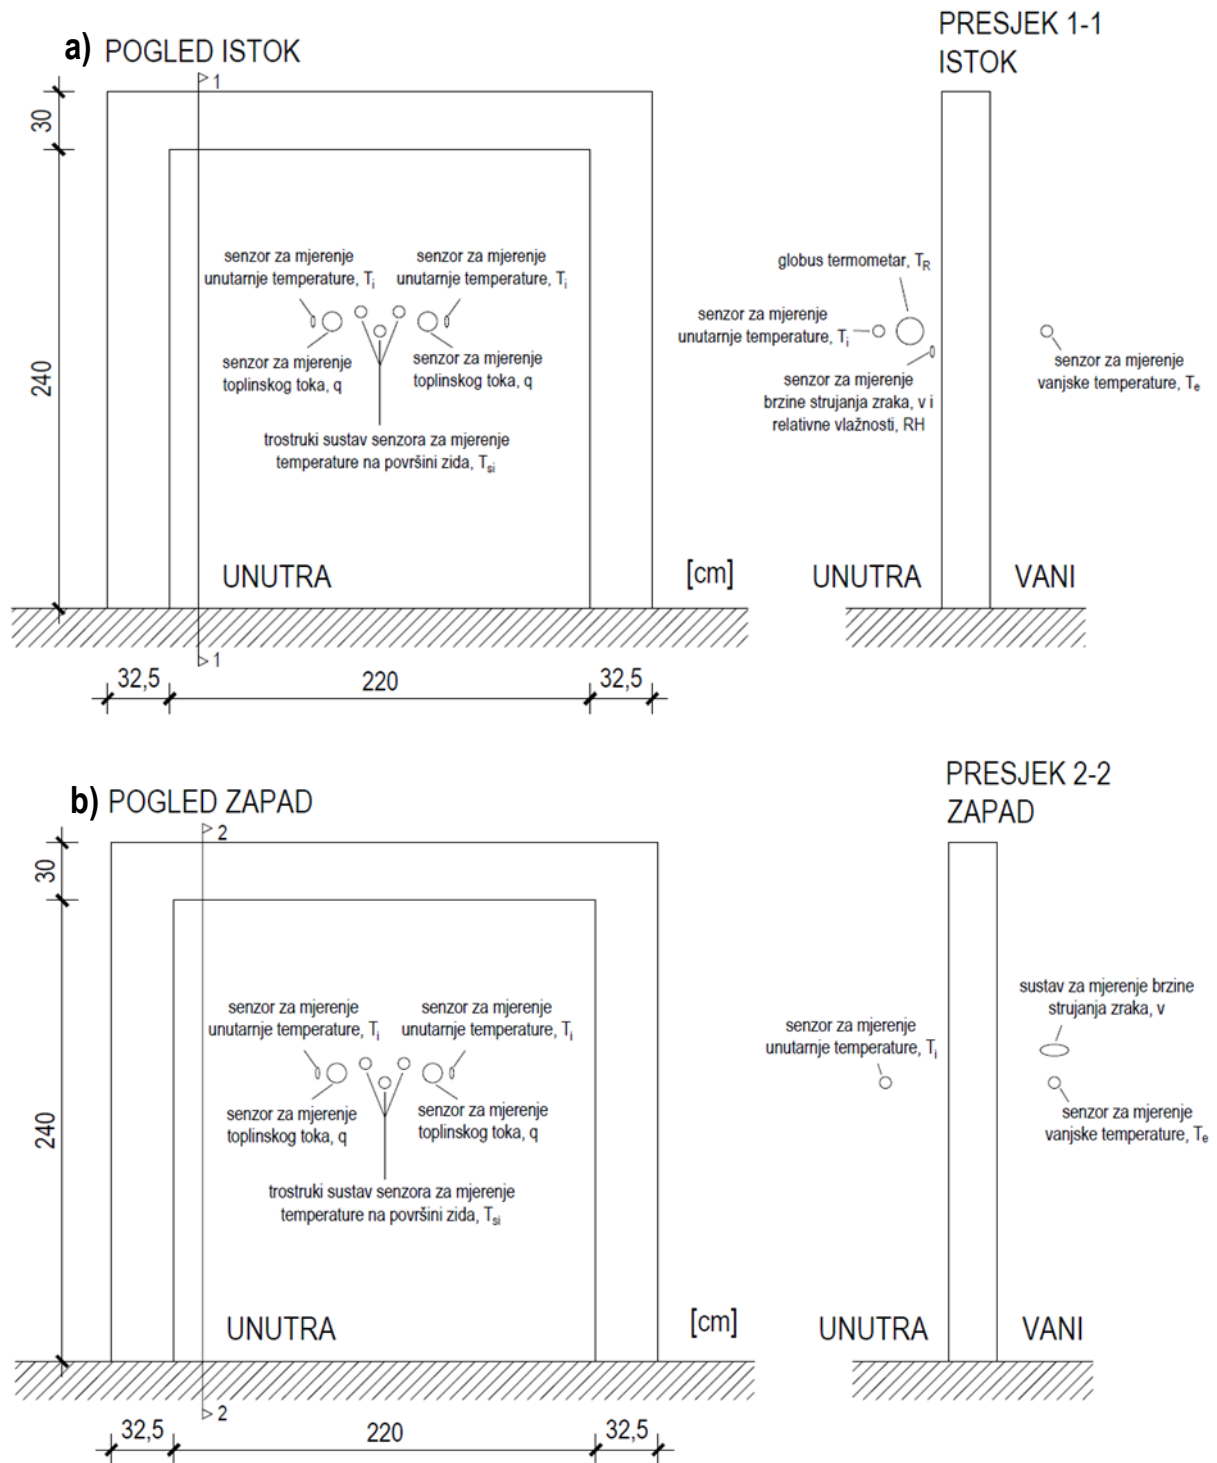 a) POGLED ISTOK
1
30
240
senzor za mjerenje
unutarnje temperature, Ti
senzor za mjerenje
unutarnje temperature, Ti
senzor za mjerenje
toplinskog toka, q
senzor za mjerenje
toplinskog toka, q
trostruki sustav senzora za mjerenje
temperature na površini zida, Tsi
UNUTRA
[cm]
1
32,5
220
32,5
PRESJEK 1-1
ISTOK
globus termometar, TR
senzor za mjerenje
unutarnje temperature, Ti
senzor za mjerenje
brzine strujanja zraka, v i
relativne vlažnosti, RH
senzor za mjerenje
vanjske temperature, Te
UNUTRA
VANI
b) POGLED ZAPAD
2
30
240
senzor za mjerenje
unutarnje temperature, Ti
senzor za mjerenje
unutarnje temperature, Ti
senzor za mjerenje
toplinskog toka, q
senzor za mjerenje
toplinskog toka, q
trostruki sustav senzora za mjerenje
temperature na površini zida, Tsi
UNUTRA
[cm]
2
32,5
220
32,5
PRESJEK 2-2
ZAPAD
sustav za mjerenje brzine
strujanja zraka, v
senzor za mjerenje
unutarnje temperature, Ti
senzor za mjerenje
vanjske temperature, Te
UNUTRA
VANI